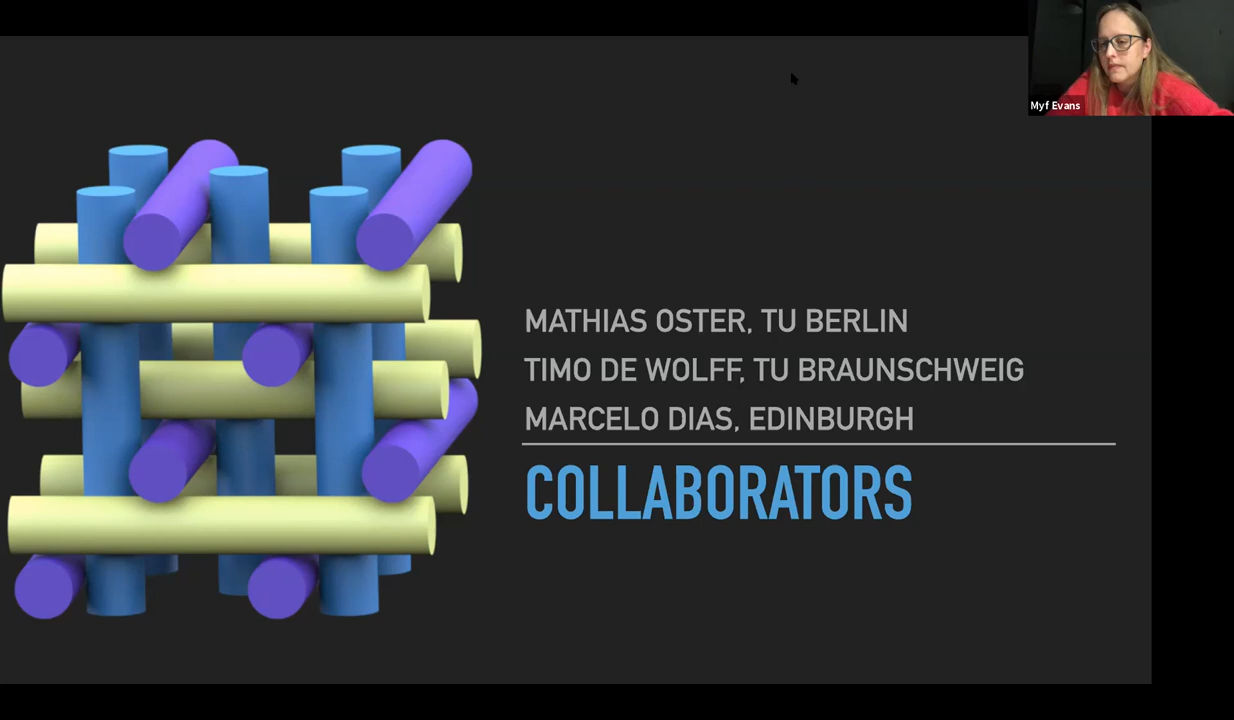 Myf Evans
MATHIAS OSTER, TU BERLIN
TIMO DE WOLFF, TU BRAUNSCHWEIG
MARCELO DIAS, EDINBURGH
COLLABORATORS